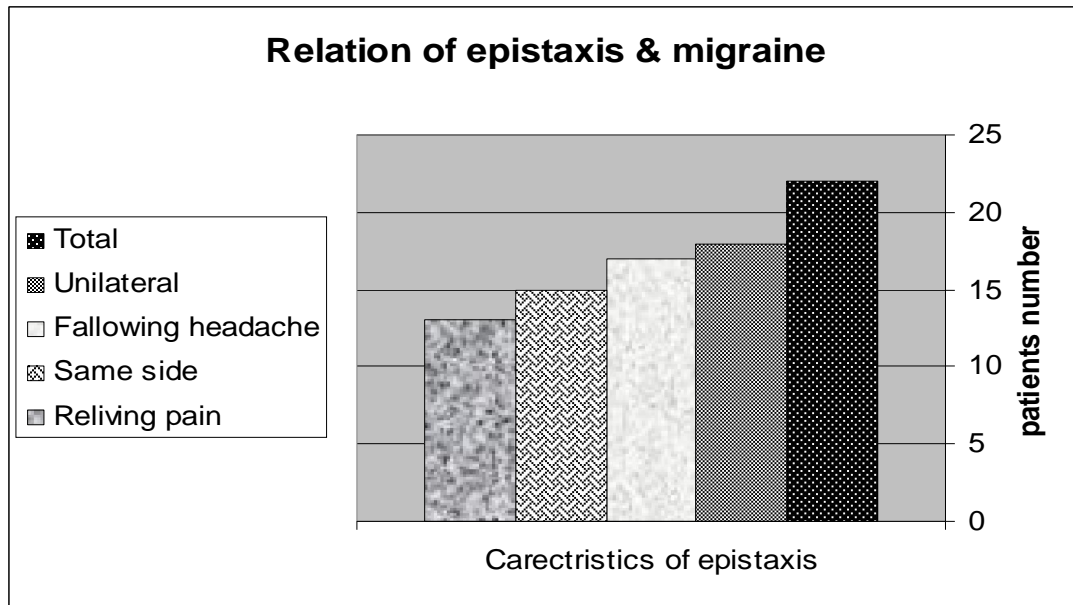 Relation of epistaxis & migraine
Total
Unilateral
Fallowing headache
Same side
Reliving pain
25
20
15
10
5
0
patients number
Carectristics of epistaxis